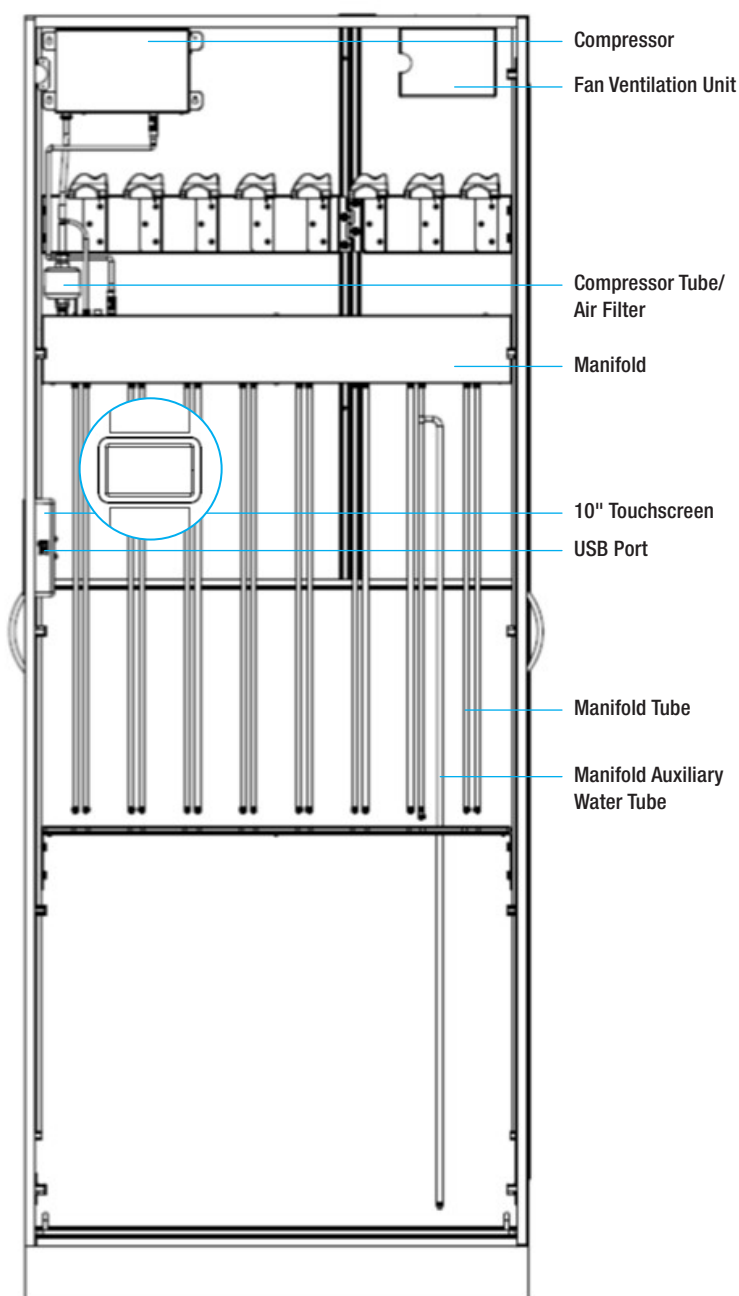 Compressor
Fan Ventilation Unit
Compressor Tube/
Air Filter
Manifold
10" Touchscreen
USB Port
Manifold Tube
Manifold Auxiliary
Water Tube